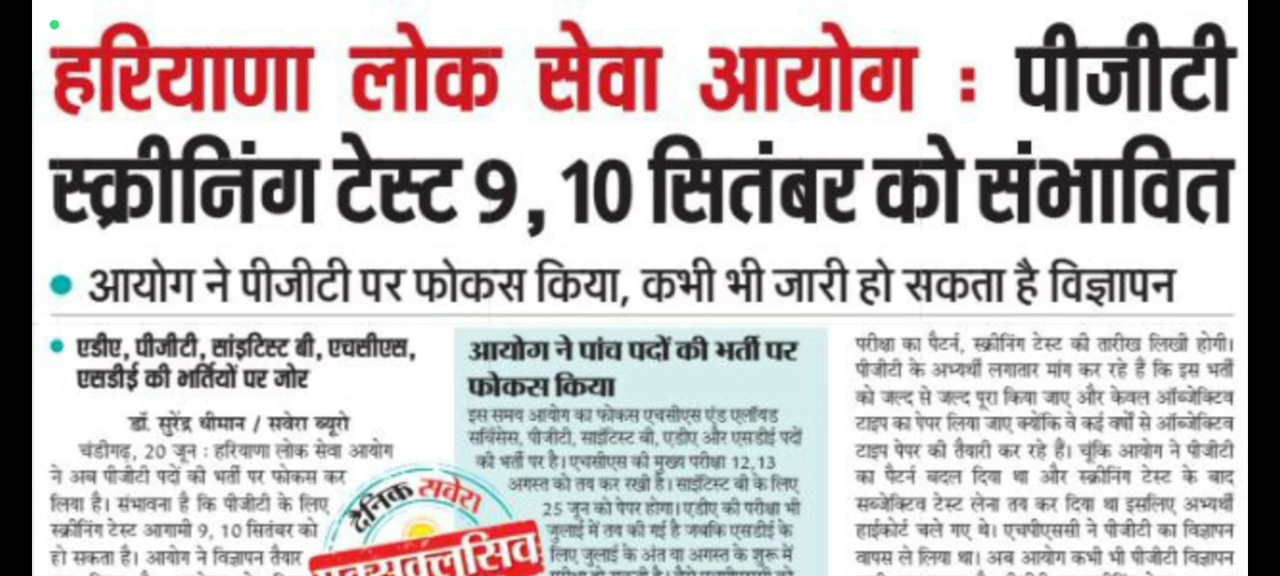 हरियाणा लोक सेवा आयोग : पीजीटी
स्क्रीनिंग टेस्ट 9, 10 सितंबर को संभावित
आयोग ने पीजीटी पर फोकस किया, कभी भी जारी हो सकता है विज्ञापन
एडीए, पीजीटी, सांइटिस्ट बी, एचसीएस,
एसडीई की भर्तियों पर जोर
डॉ. सुरेंद्र धीमान / सवेरा ब्यूरो
चंडीगढ़, 20 जून : हरियाणा लोक सेवा आयोग
ने अब पीजीटी पदों की भर्ती पर फोकस कर
लिया है। संभावना है कि पीजीटी के लिए
स्क्रीनिंग टेस्ट आगामी 9, 10 सितंबर को
हो सकता है। आयोग ने विज्ञापन तैयार
दैनिक सवेरा
एक्सक्लूसिव
आयोग ने पांच पदों की भर्ती पर
फोकस किया
इस समय आयोग का फोकस एचसीएस एंड एलॉयड
सर्विसेस, पीजीटी, साइंटिस्ट बी, एडीए और एसडीई पदों
की भर्ती पर है। एचसीएस की मुख्य परीक्षा 12,13
अगस्त को तय कर रखी है। साइंटिस्ट बी के लिए
25 जून को पेपर होगा। एडीए की परीक्षा भी
जुलाई में तय की गई है जबकि एसडीई के
लिए जुलाई के अंत या अगस्त के शुरू में
परीक्षा का पैटर्न, स्क्रीनिंग टेस्ट की तारीख लिखी होगी।
पीजीटी के अभ्यर्थी लगातार मांग कर रहे हैं कि इस भर्ती
को जल्द से जल्द पूरा किया जाए और केवल ऑब्जेक्टिव
टाइप का पेपर लिया जाए क्योंकि वे कई वर्षों से ऑब्जेक्टिव
टाइप पेपर की तैयारी कर रहे हैं। चूंकि आयोग ने पीजीटी
का पैटर्न बदल दिया था और स्क्रीनिंग टेस्ट के बाद
सब्जेक्टिव टेस्ट लेना तय कर दिया था इसलिए अभ्यर्थी
हाईकोर्ट चले गए थे। एचपीएससी ने पीजीटी का विज्ञापन
वापस ले लिया था। अब आयोग कभी भी पीजीटी विज्ञापन